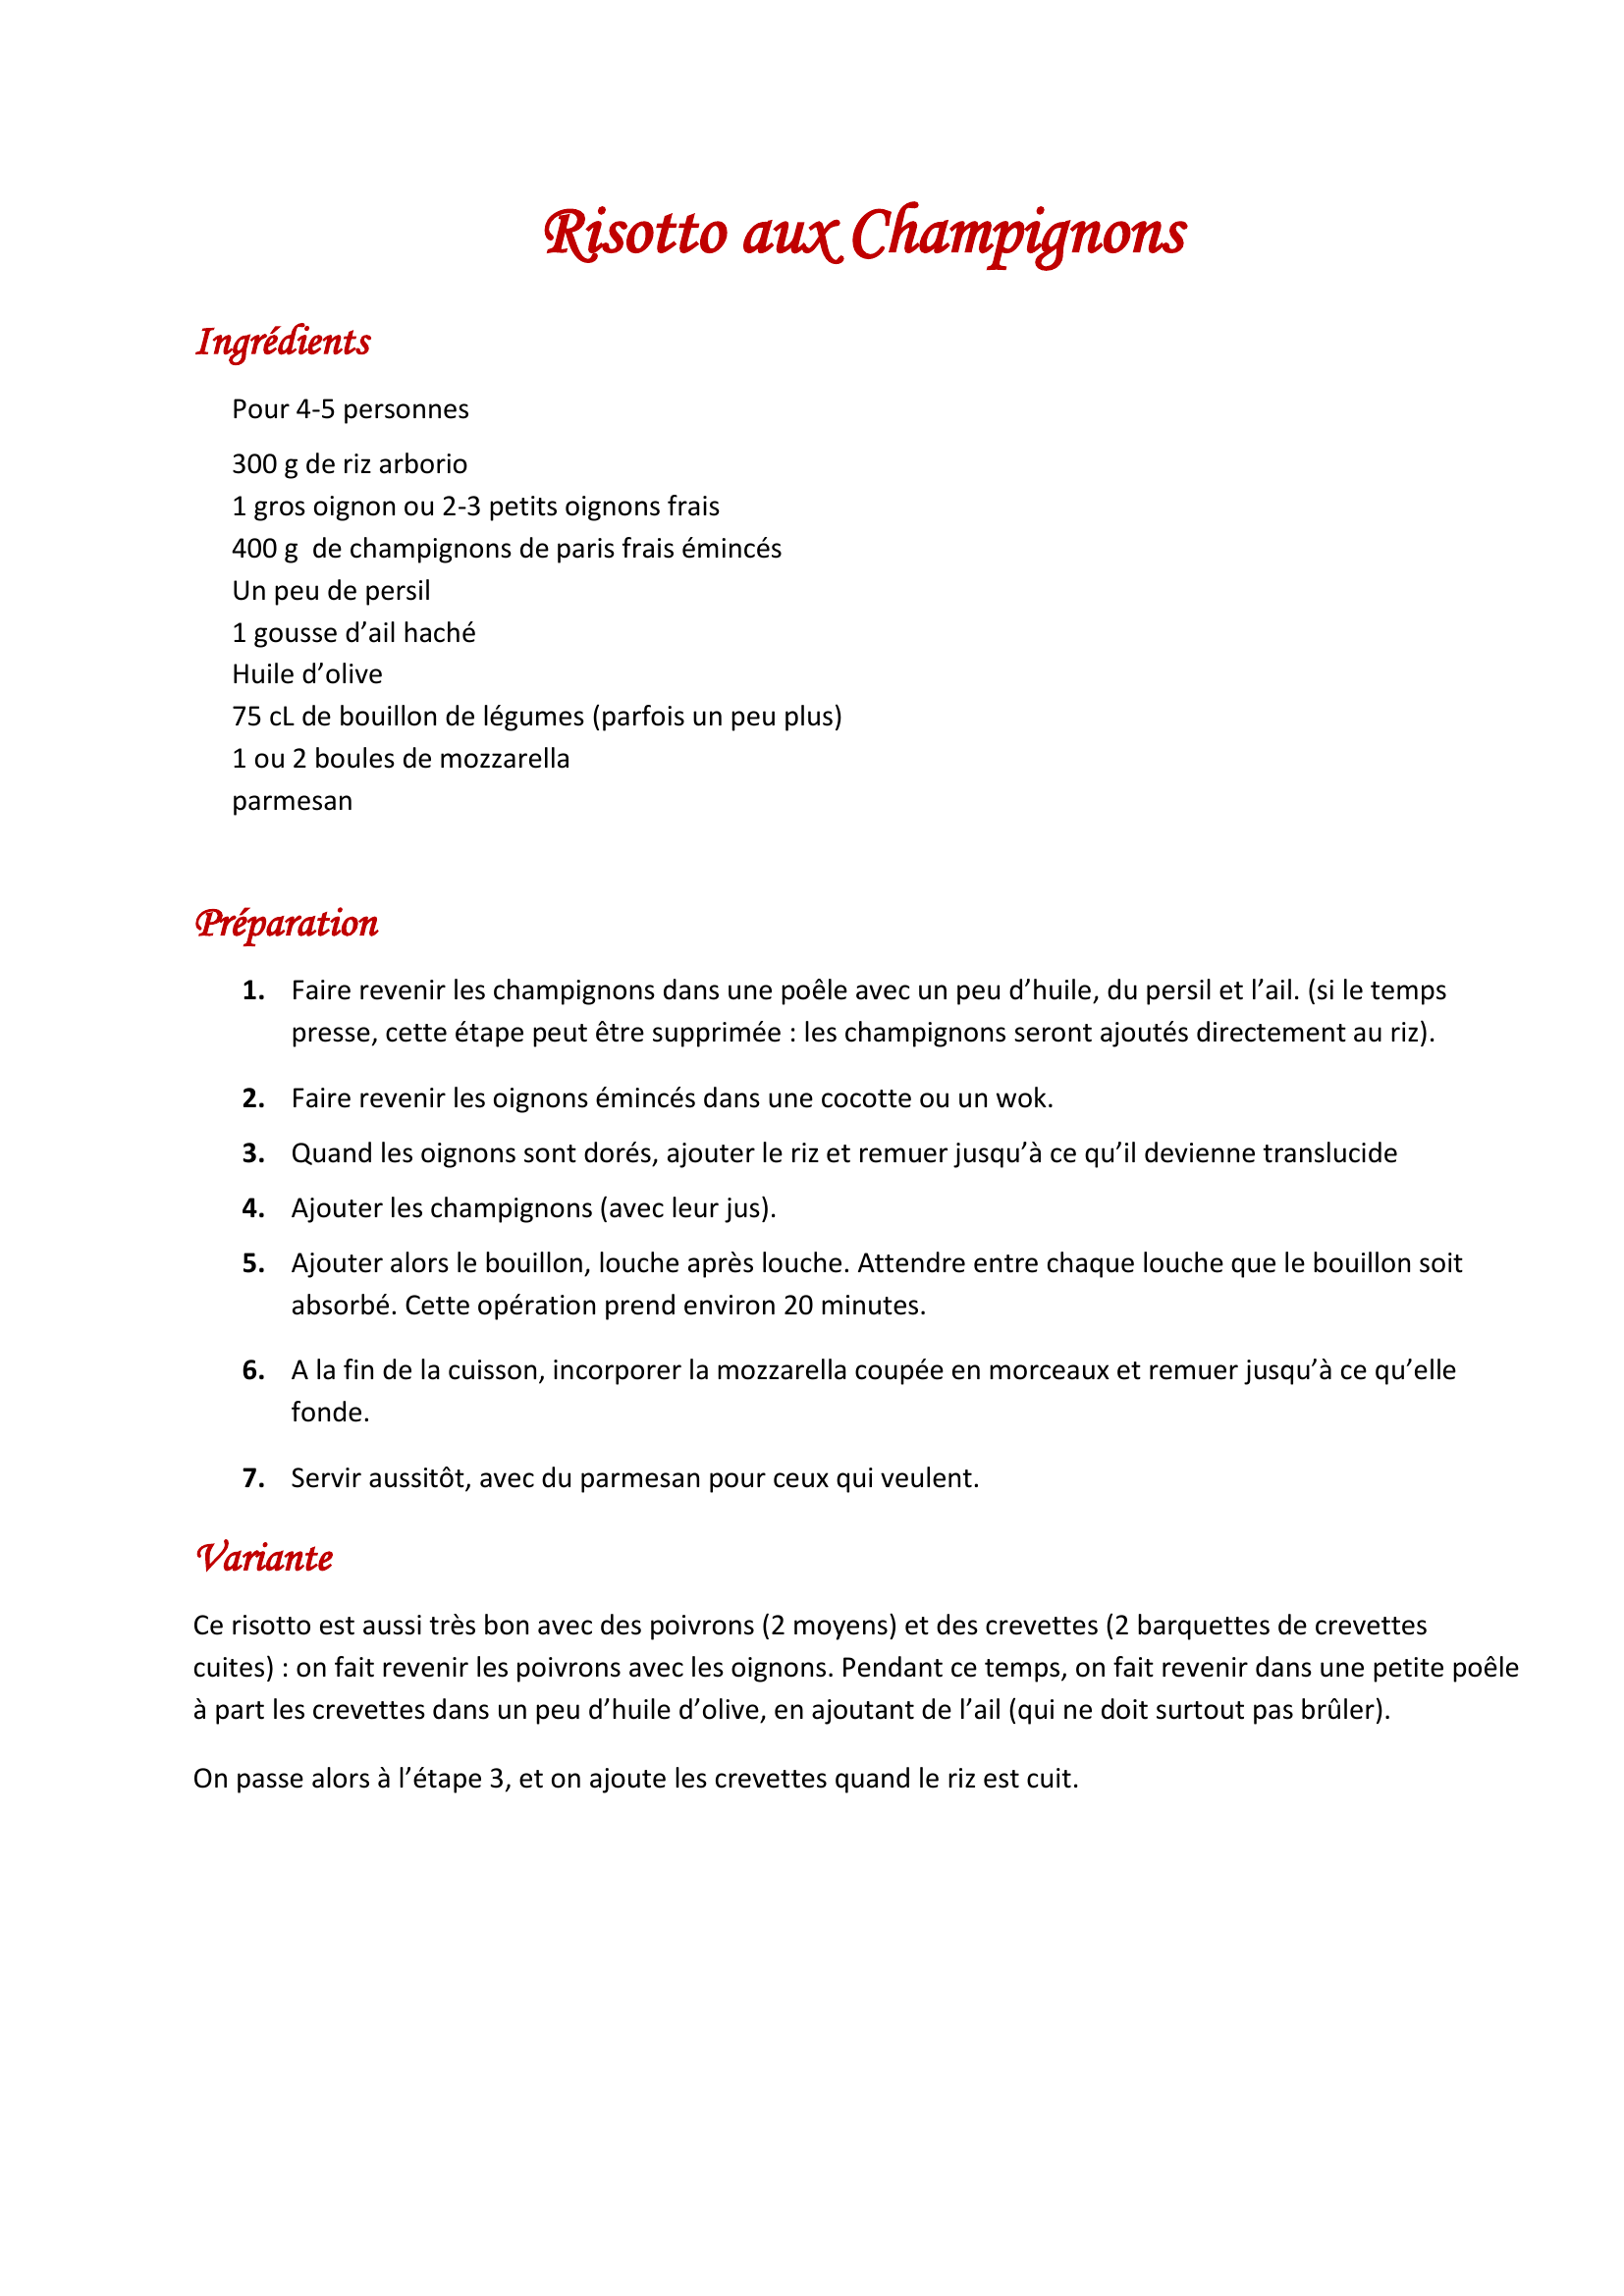 Risotto aux Champignons
Ingrédients
Pour 4-5 personnes
300 g de riz arborio
1 gros oignon ou 2-3 petits oignons frais
400 g  de champignons de paris frais émincés
Un peu de persil
1 gousse d’ail haché
Huile d’olive
75 cL de bouillon de légumes (parfois un peu plus)
1 ou 2 boules de mozzarella
parmesan
Préparation
1. Faire revenir les champignons dans une poêle avec un peu d’huile, du persil et l’ail. (si le temps
presse, cette étape peut être supprimée : les champignons seront ajoutés directement au riz).
2. Faire revenir les oignons émincés dans une cocotte ou un wok.
3. Quand les oignons sont dorés, ajouter le riz et remuer jusqu’à ce qu’il devienne translucide
4. Ajouter les champignons (avec leur jus).
5. Ajouter alors le bouillon, louche après louche. Attendre entre chaque louche que le bouillon soit
absorbé. Cette opération prend environ 20 minutes.
6. A la fin de la cuisson, incorporer la mozzarella coupée en morceaux et remuer jusqu’à ce qu’elle
fonde.
7. Servir aussitôt, avec du parmesan pour ceux qui veulent.
Variante
Ce risotto est aussi très bon avec des poivrons (2 moyens) et des crevettes (2 barquettes de crevettes
cuites) : on fait revenir les poivrons avec les oignons. Pendant ce temps, on fait revenir dans une petite poêle
à part les crevettes dans un peu d’huile d’olive, en ajoutant de l’ail (qui ne doit surtout pas brûler).
On passe alors à l’étape 3, et on ajoute les crevettes quand le riz est cuit.